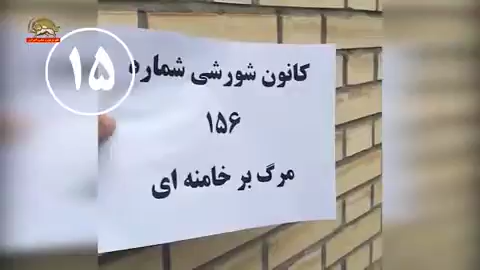 ۱۵
کانون شورشی شماره
۱۵۶
مرگ بر خامنه ای